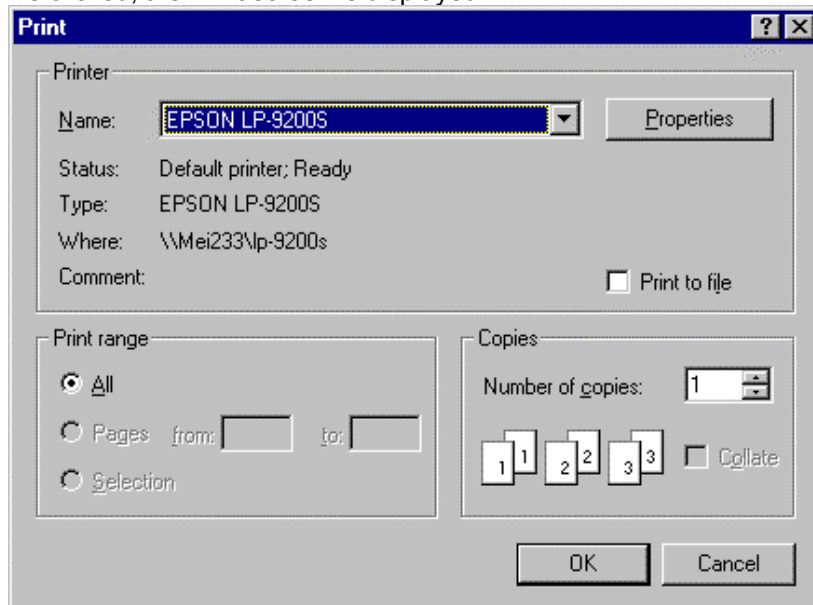 Print
Printer
Name: EPSON LP-9200S Properties
Status: Default printer; Ready
Type: EPSON LP-9200S
Where: \\Mei233\lp-9200s
Comment: Print to file
Print range
All
Pages from: to:
Selection
Copies
Number of copies: 1
1 1 2 2 3 3 Collate
OK Cancel